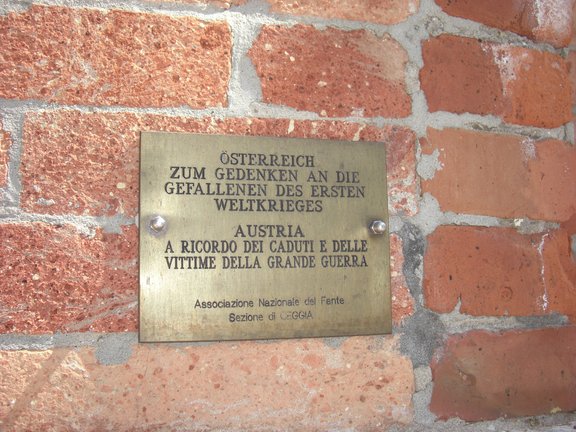 ÖSTERREICH
ZUM GEDENKEN AN DIE
GEFALLENEN DES ERSTEN
WELTKRIEGES
AUSTRIA
A RICORDO DEI CADUTI E DELLE
VITTIME DELLA GRANDE GUERRA
Associazione Nazionale del Fante
Sezione di CEGGIA